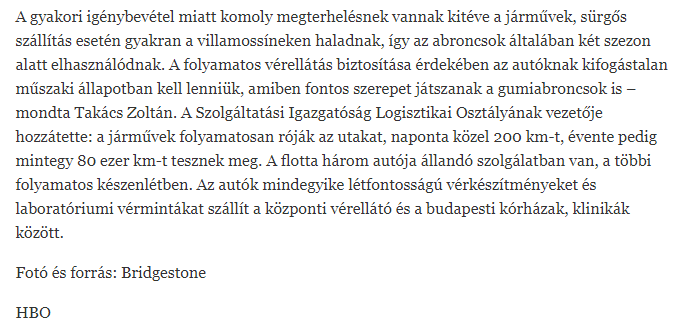 A gyakori igénybevétel miatt komoly megterhelésnek vannak kitéve a járművek, sürgős
szállítás esetén gyakran a villamossíneken haladnak, így az abroncsok általában két szezon
alatt elhasználódnak. A folyamatos vérellátás biztosítása érdekében az autóknak kifogástalan
műszaki állapotban kell lenniük, amiben fontos szerepet játszanak a gumiabroncsok is –
mondta Takács Zoltán. A Szolgáltatási Igazgatóság Logisztikai Osztályának vezetője
hozzátette: a járművek folyamatosan róják az utakat, naponta közel 200 km-t, évente pedig
mintegy 80 ezer km-t tesznek meg. A flotta három autója állandó szolgálatban van, a többi
folyamatos készenlétben. Az autók mindegyike létfontosságú vérkészítményeket és
laboratóriumi vérmintákat szállít a központi vérellátó és a budapesti kórházak, klinikák
között.
Fotó és forrás: Bridgestone
HBO